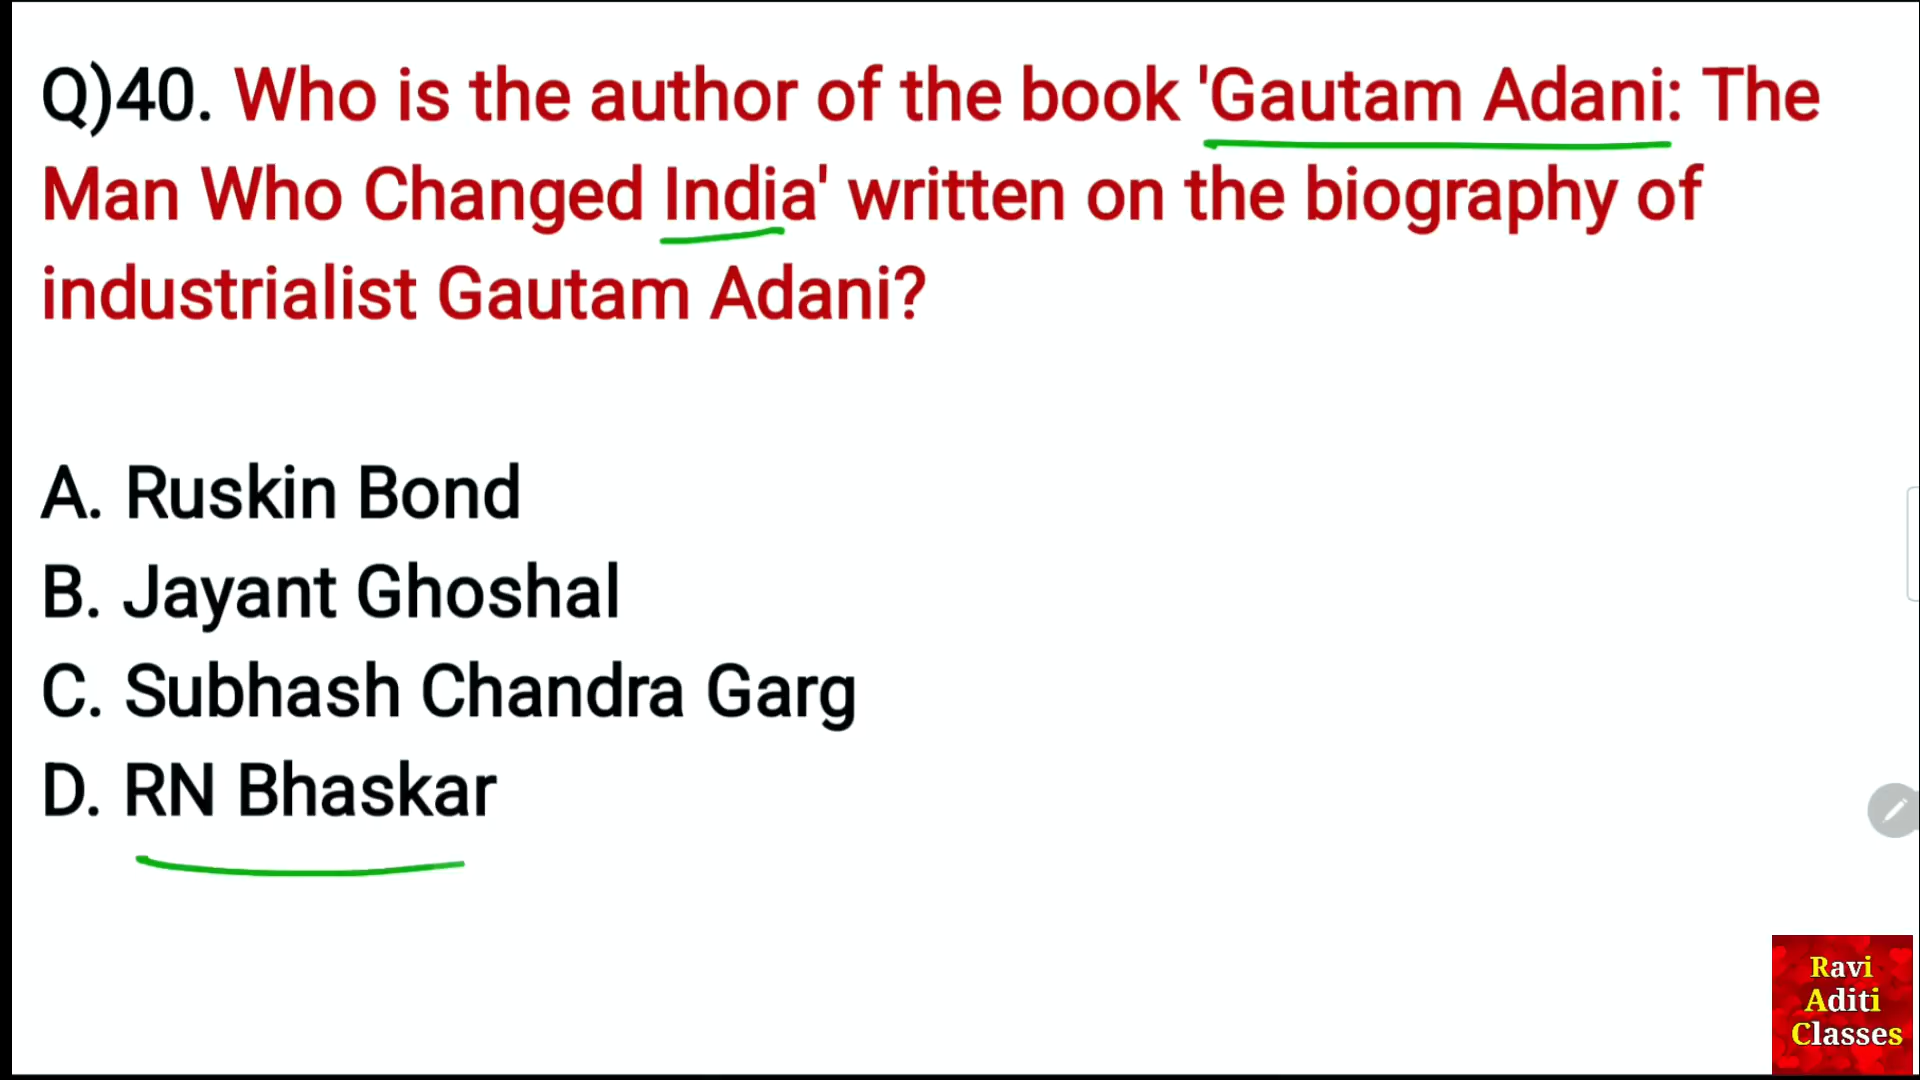 Q)40. Who is the author of the book 'Gautam Adani: The
Man Who Changed India' written on the biography of
industrialist Gautam Adani?
A. Ruskin Bond
B. Jayant Ghoshal
C. Subhash Chandra Garg
D. RN Bhaskar
Ravi
Aditi
Classes